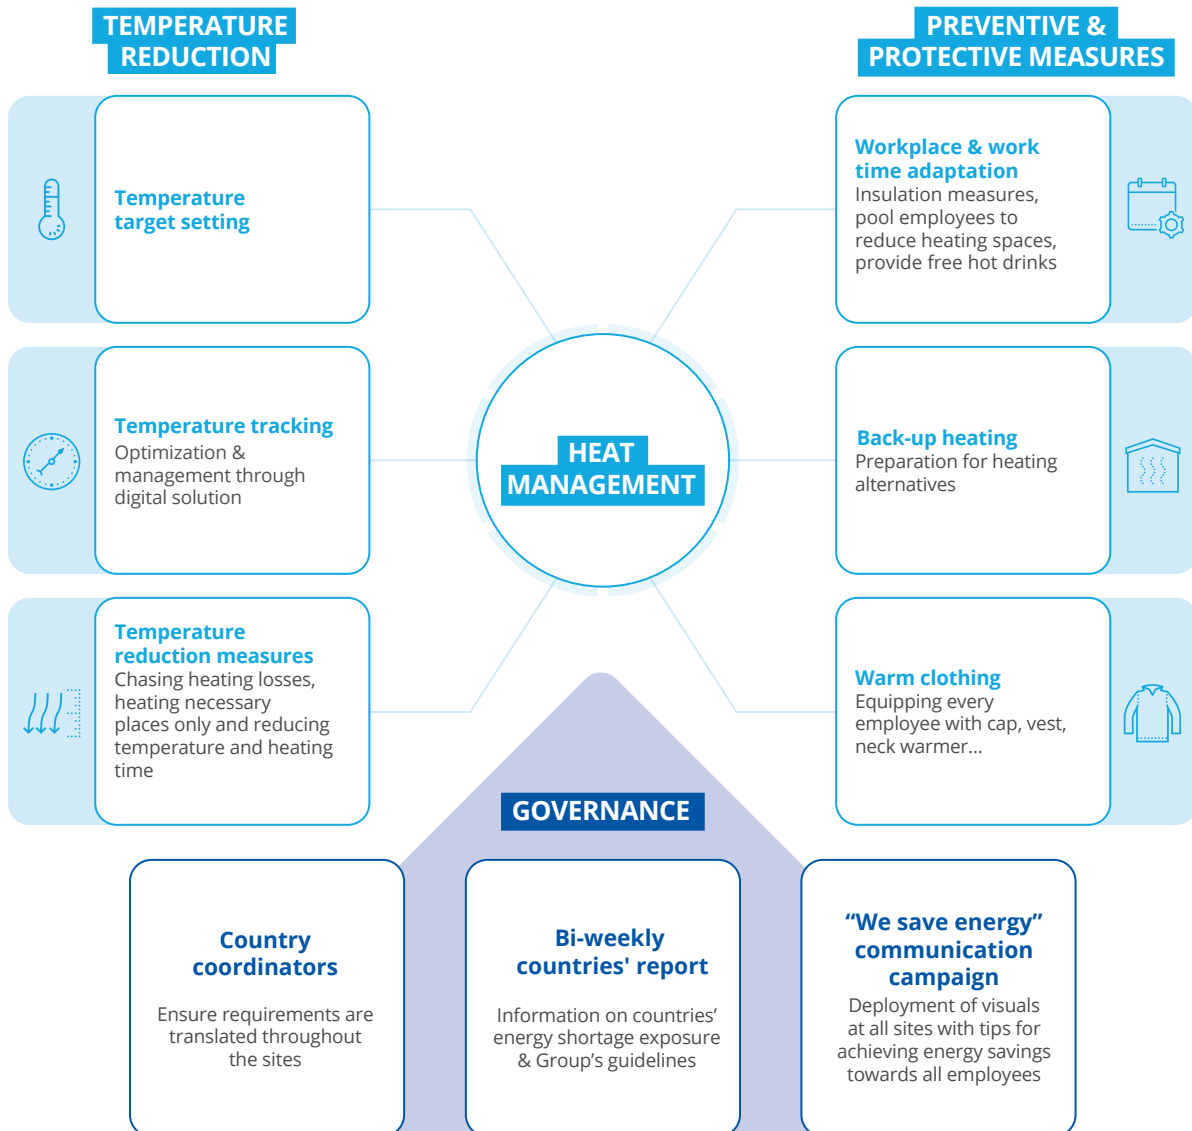 TEMPERATURE
REDUCTION
Temperature
target setting
Temperature tracking
Optimization &
management through
digital solution
Temperature
reduction measures
Chasing heating losses,
heating necessary
places only and reducing
temperature and heating
time
HEAT
MANAGEMENT
PREVENTIVE &
PROTECTIVE MEASURES
Workplace & work
time adaptation
Insulation measures,
pool employees to
reduce heating spaces,
provide free hot drinks
Back-up heating
Preparation for heating
alternatives
Warm clothing
Equipping every
employee with cap, vest,
neck warmer...
GOVERNANCE
Country
coordinators
Ensure requirements are
translated throughout
the sites
Bi-weekly
countries' report
Information on countries’
energy shortage exposure
& Group’s guidelines
“We save energy”
communication
campaign
Deployment of visuals
at all sites with tips for
achieving energy savings
towards all employees